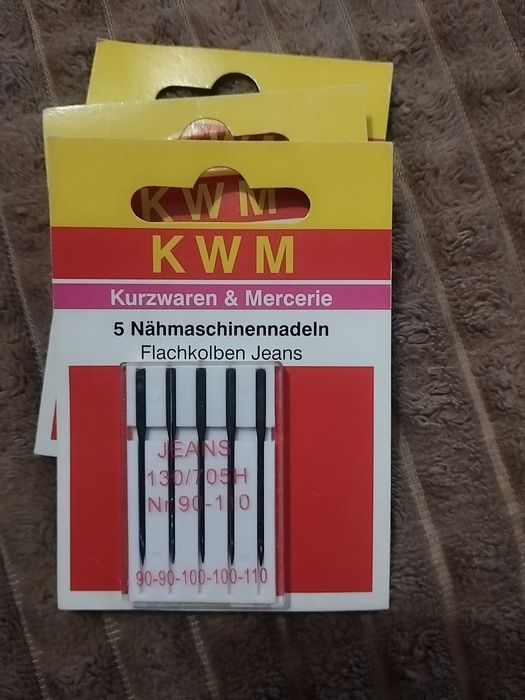 KWM
KWM
Kurzwaren & Mercerie
5 Nähmaschinennadeln
Flachkolben Jeans
JEANS
130/705H
Nr. 90-110
90-90-100-100-110